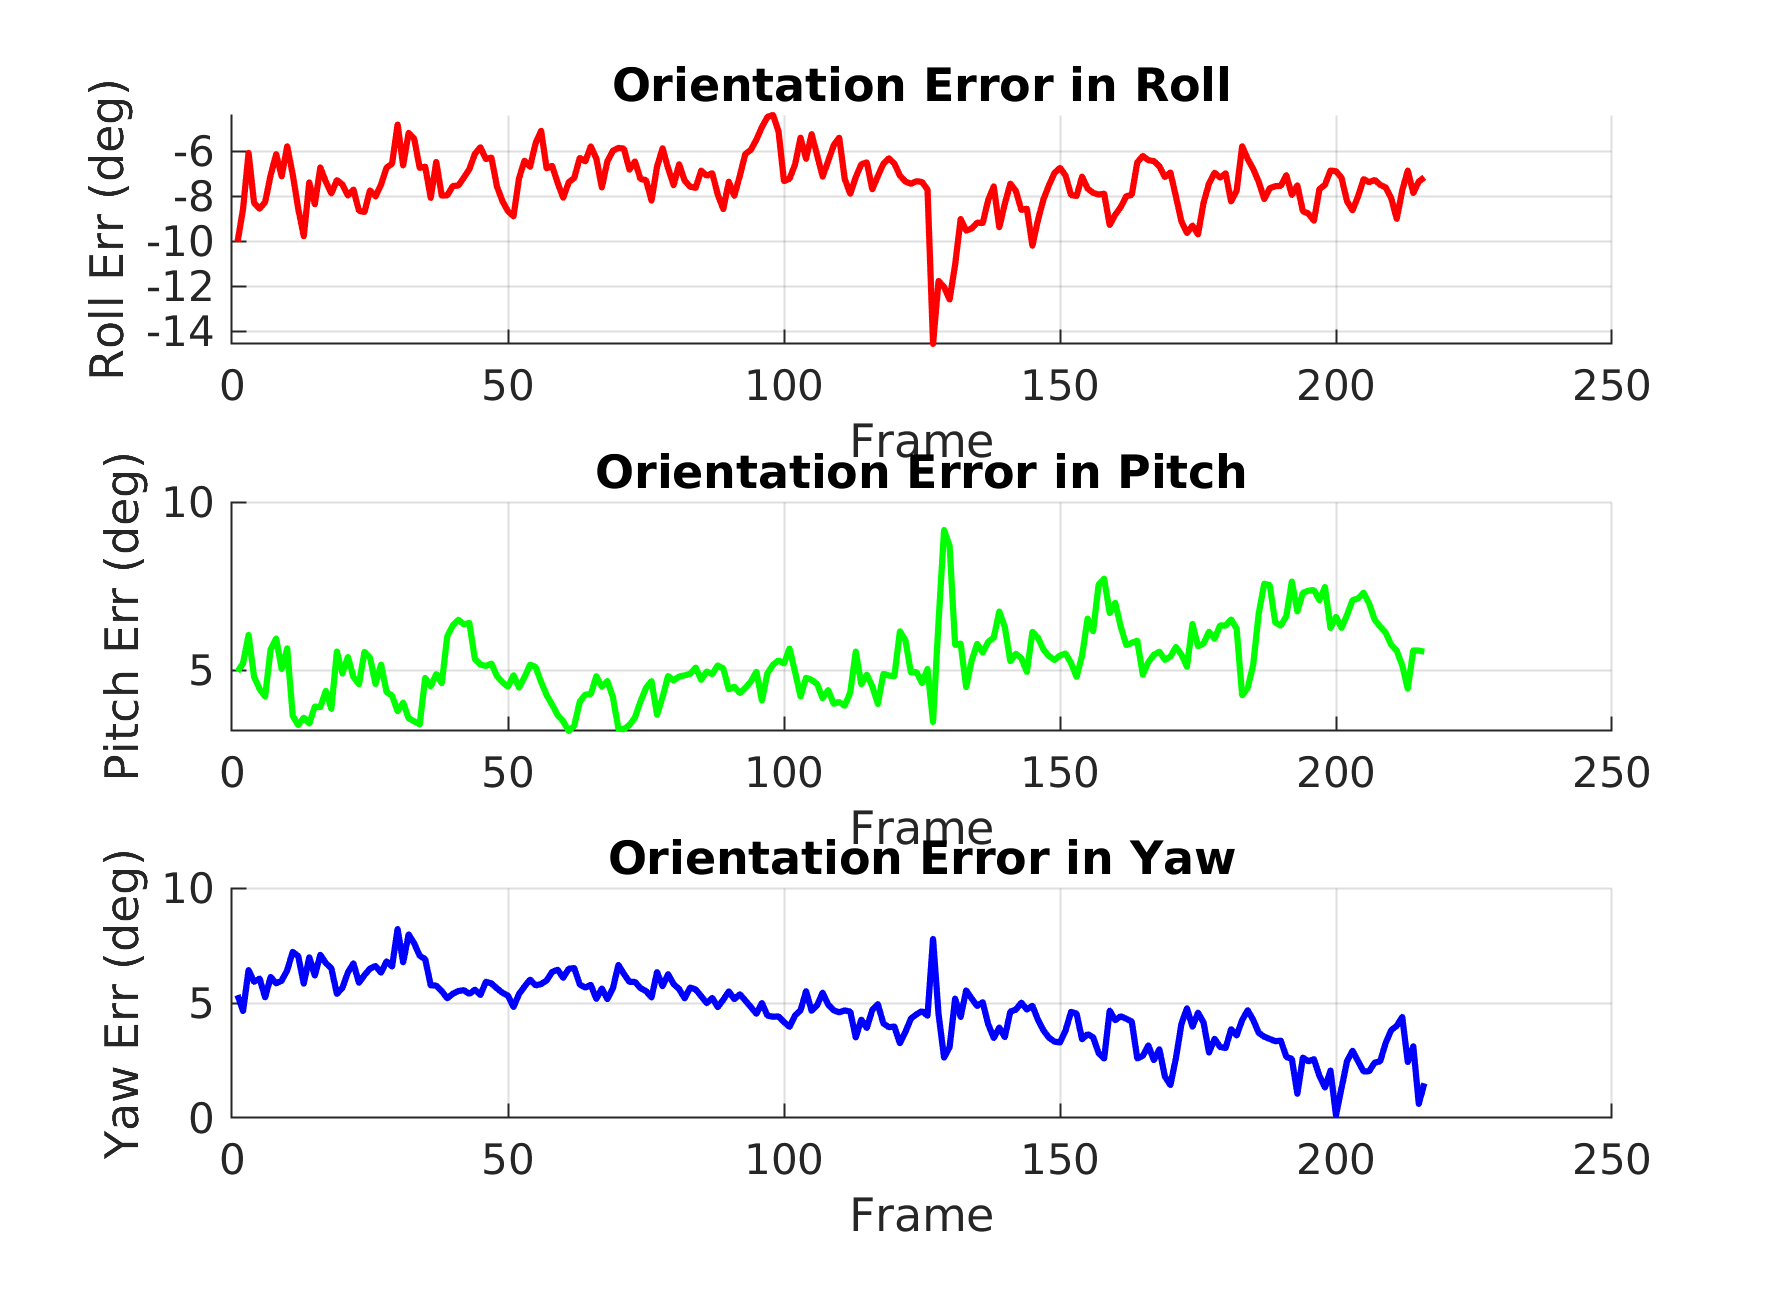 Orientation Error in Roll
Roll Err (deg)
-6
-8
-10
-12
-14
0 50 100 150 200 250
Frame
Orientation Error in Pitch
Pitch Err (deg)
10
5
0 50 100 150 200 250
Frame
Orientation Error in Yaw
Yaw Err (deg)
10
5
0
0 50 100 150 200 250
Frame